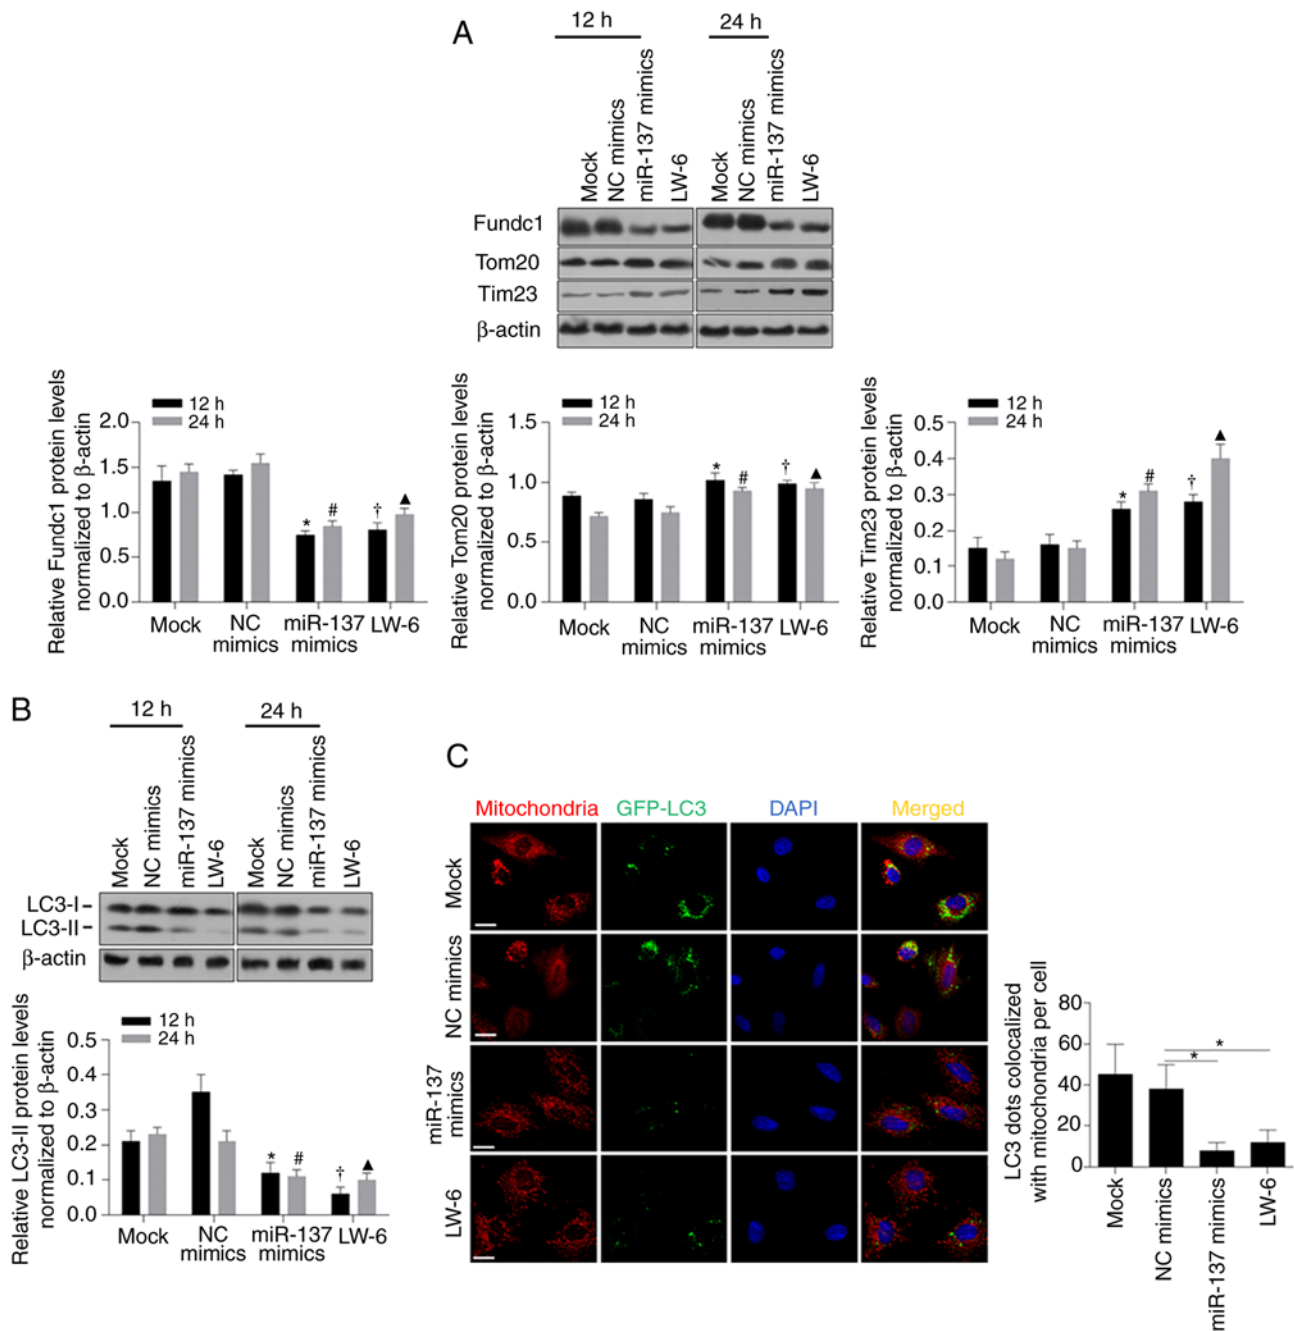 A
12 h
24 h
Mock
NC mimics
miR-137 mimics
LW-6
Mock
NC mimics
miR-137 mimics
LW-6
Fundc1
Tom20
Tim23
β-actin
Relative Fundc1 protein levels
normalized to β-actin
12 h
24 h
2.0
1.5
1.0
0.5
0.0
*
#
†
▲
Mock
NC
mimics
miR-137
mimics
LW-6
Relative Tom20 protein levels
normalized to β-actin
12 h
24 h
1.5
1.0
0.5
0.0
*
#
†
▲
Mock
NC
mimics
miR-137
mimics
LW-6
Relative Tim23 protein levels
normalized to β-actin
12 h
24 h
0.5
0.4
0.3
0.2
0.1
0.0
*
#
†
▲
Mock
NC
mimics
miR-137
mimics
LW-6
B
12 h
24 h
Mock
NC mimics
miR-137 mimics
LW-6
Mock
NC mimics
miR-137 mimics
LW-6
LC3-I
LC3-II
β-actin
Relative LC3-II protein levels
normalized to β-actin
12 h
24 h
0.5
0.4
0.3
0.2
0.1
0.0
*
#
†
▲
Mock
NC
mimics
miR-137
mimics
LW-6
C
Mitochondria
GFP-LC3
DAPI
Merged
Mock
NC mimics
miR-137
mimics
LW-6
LC3 dots colocalized
with mitochondria per cell
80
60
40
20
0
*
*
Mock
NC mimics
miR-137 mimics
LW-6